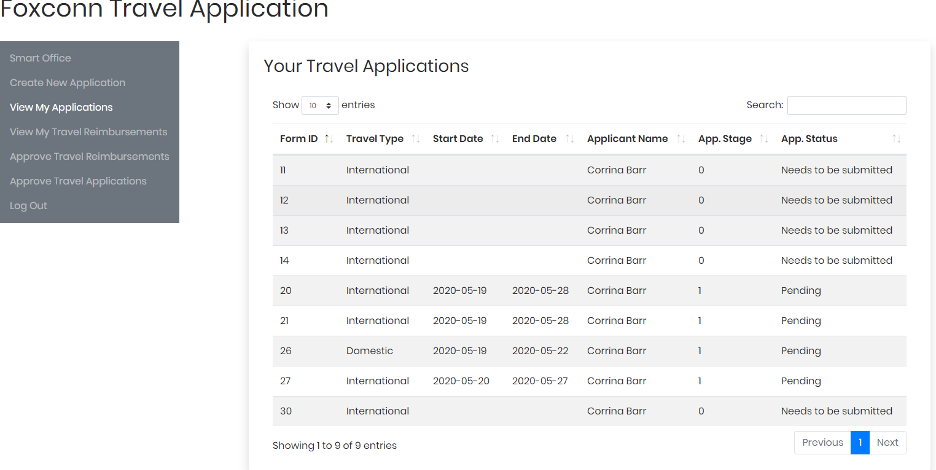 Foxconn Travel Application
Smart Office
Create New Application
View My Applications
View My Travel Reimbursements
Approve Travel Reimbursements
Approve Travel Applications
Log Out
Your Travel Applications
Show 10 entries Search:
Form ID Travel Type Start Date End Date Applicant Name App. Stage App. Status
11 International Corrina Barr 0 Needs to be submitted
12 International Corrina Barr 0 Needs to be submitted
13 International Corrina Barr 0 Needs to be submitted
14 International Corrina Barr 0 Needs to be submitted
20 International 2020-05-19 2020-05-28 Corrina Barr 1 Pending
21 International 2020-05-19 2020-05-28 Corrina Barr 1 Pending
26 Domestic 2020-05-19 2020-05-22 Corrina Barr 1 Pending
27 International 2020-05-20 2020-05-27 Corrina Barr 1 Pending
30 International Corrina Barr 0 Needs to be submitted
Showing 1 to 9 of 9 entries Previous 1 Next